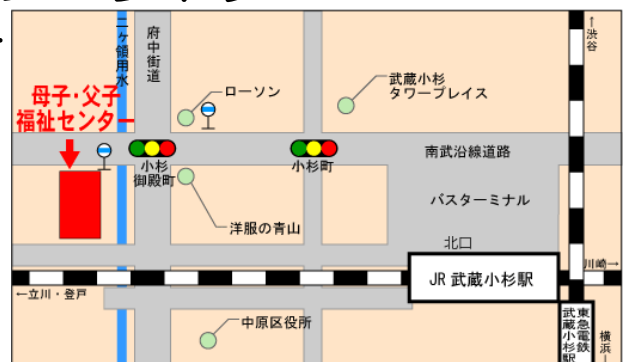 二ヶ領用水
府中街道
↑渋谷
ローソン
武蔵小杉
タワープレイス
母子・父子
福祉センター
小杉
御殿町
小杉町
南武沿線道路
バスターミナル
洋服の青山
北口
JR 武蔵小杉駅
川崎→
←立川・登戸
中原区役所
東急電鉄
武蔵小杉駅
横浜